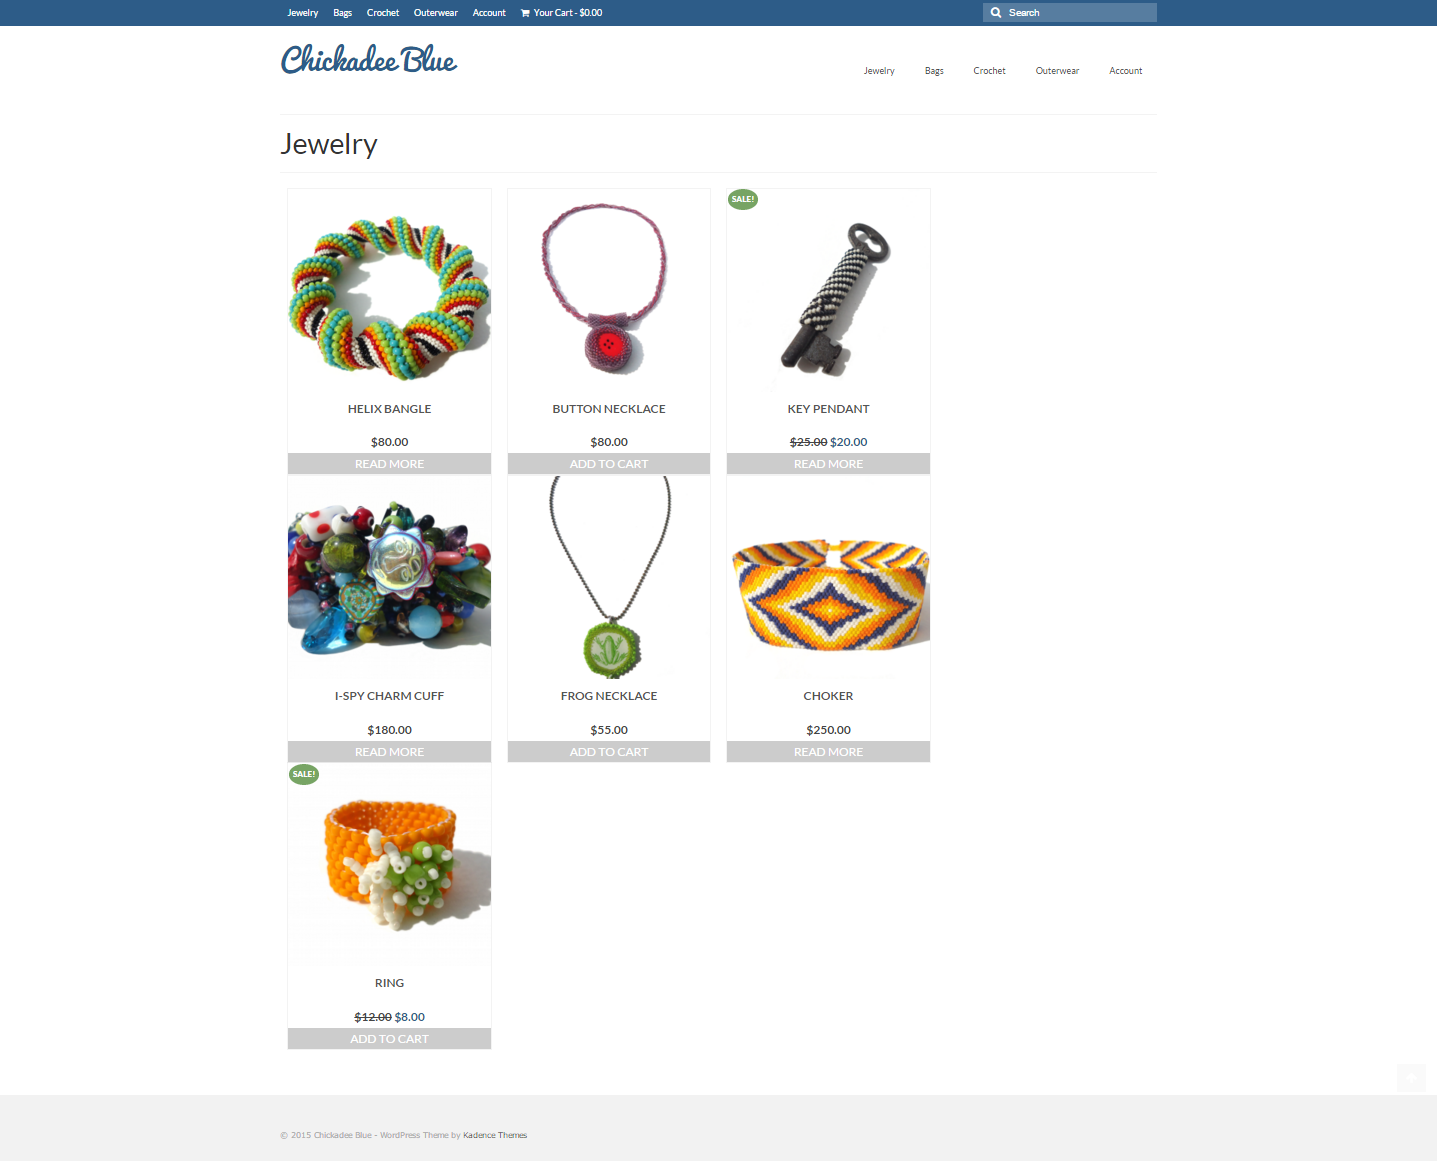 Jewelry Bags Crochet Outerwear Account Your Cart - $0.00 Search
Chickadee Blue
Jewelry Bags Crochet Outerwear Account
Jewelry
SALE!
HELIX BANGLE BUTTON NECKLACE KEY PENDANT
$80.00 $80.00 $25.00 $20.00
READ MORE ADD TO CART READ MORE
I-SPY CHARM CUFF FROG NECKLACE CHOKER
$180.00 $55.00 $250.00
READ MORE ADD TO CART READ MORE
SALE!
RING
$12.00 $8.00
ADD TO CART
© 2015 Chickadee Blue - WordPress Theme by Kadence Themes